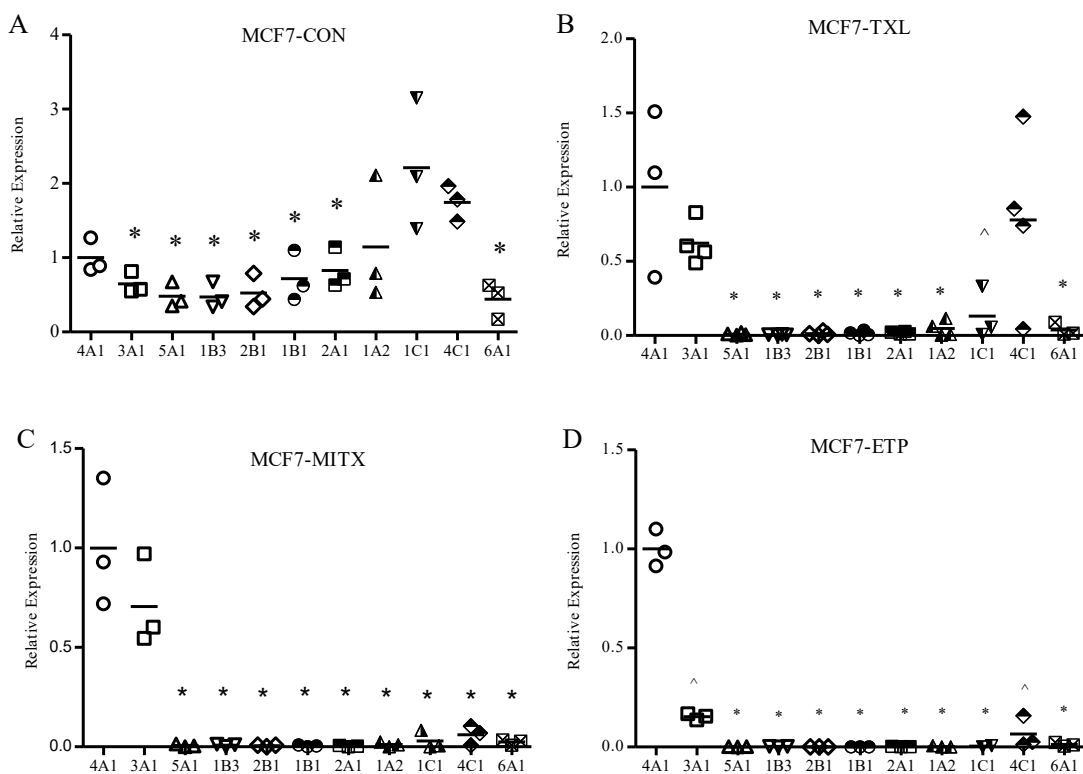 A
MCF7-CON
Relative Expression
4
3
2
1
0
* * * * * * *
4A1 3A1 5A1 1B3 2B1 1B1 2A1 1A2 1C1 4C1 6A1
B
MCF7-TXL
Relative Expression
2.0
1.5
1.0
0.5
0.0
* * * * * * ^ *
4A1 3A1 5A1 1B3 2B1 1B1 2A1 1A2 1C1 4C1 6A1
C
MCF7-MITX
Relative Expression
1.5
1.0
0.5
0.0
* * * * * * * * *
4A1 3A1 5A1 1B3 2B1 1B1 2A1 1A2 1C1 4C1 6A1
D
MCF7-ETP
Relative Expression
1.5
1.0
0.5
0.0
^ * * * * * * * ^ *
4A1 3A1 5A1 1B3 2B1 1B1 2A1 1A2 1C1 4C1 6A1